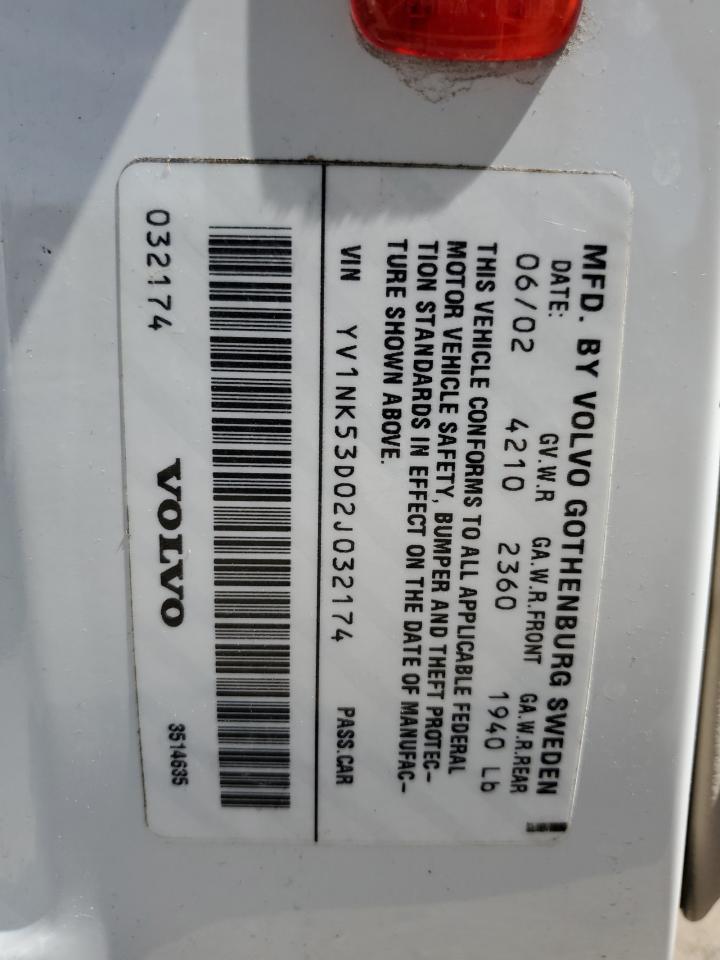 MFD. BY VOLVO GOTHENBURG SWEDEN
DATE: GV.W.R GA.W.R.FRONT GA.W.R.REAR
06/02 4210 2360 1940 Lb
THIS VEHICLE CONFORMS TO ALL APPLICABLE FEDERAL
MOTOR VEHICLE SAFETY, BUMPER AND THEFT PROTEC-
TION STANDARDS IN EFFECT ON THE DATE OF MANUFAC-
TURE SHOWN ABOVE.
VIN YV1NK53D02J032174 PASS.CAR
032174 VOLVO 3514635